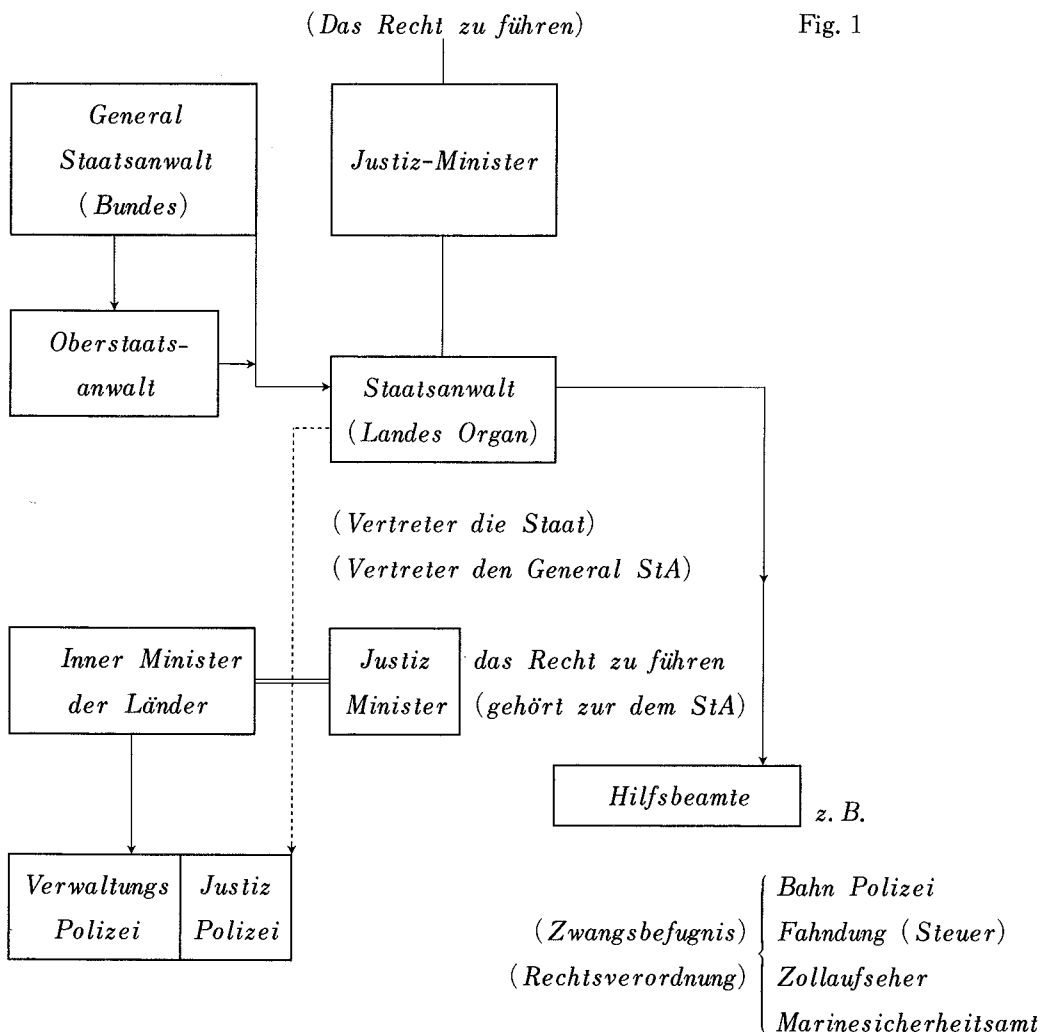 (Das Recht zu führen)
Fig. 1
General
Staatsanwalt
(Bundes)
Justiz-Minister
Oberstaats-
anwalt
Staatsanwalt
(Landes Organ)
(Vertreter die Staat)
(Vertreter den General StA)
Inner Minister
der Länder
Justiz
Minister
das Recht zu führen
(gehört zur dem StA)
Hilfsbeamte
z. B.
Verwaltungs
Polizei
Justiz
Polizei
(Zwangsbefugnis)
(Rechtsverordnung)
Bahn Polizei
Fahndung (Steuer)
Zollaufseher
Marinesicherheitsamt